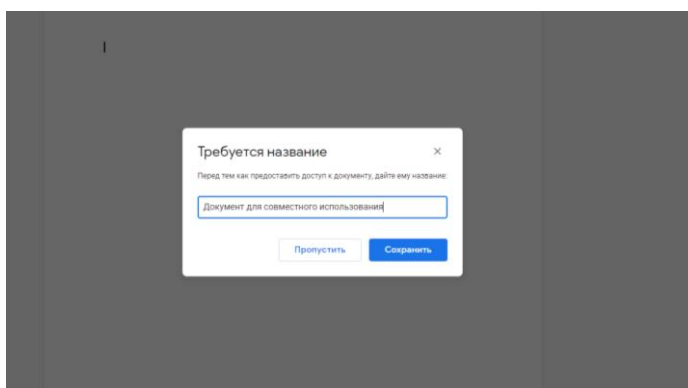 Требуется название
Перед тем как предоставить доступ к документу, дайте ему название:
Документ для совместного использования
Пропустить Сохранить